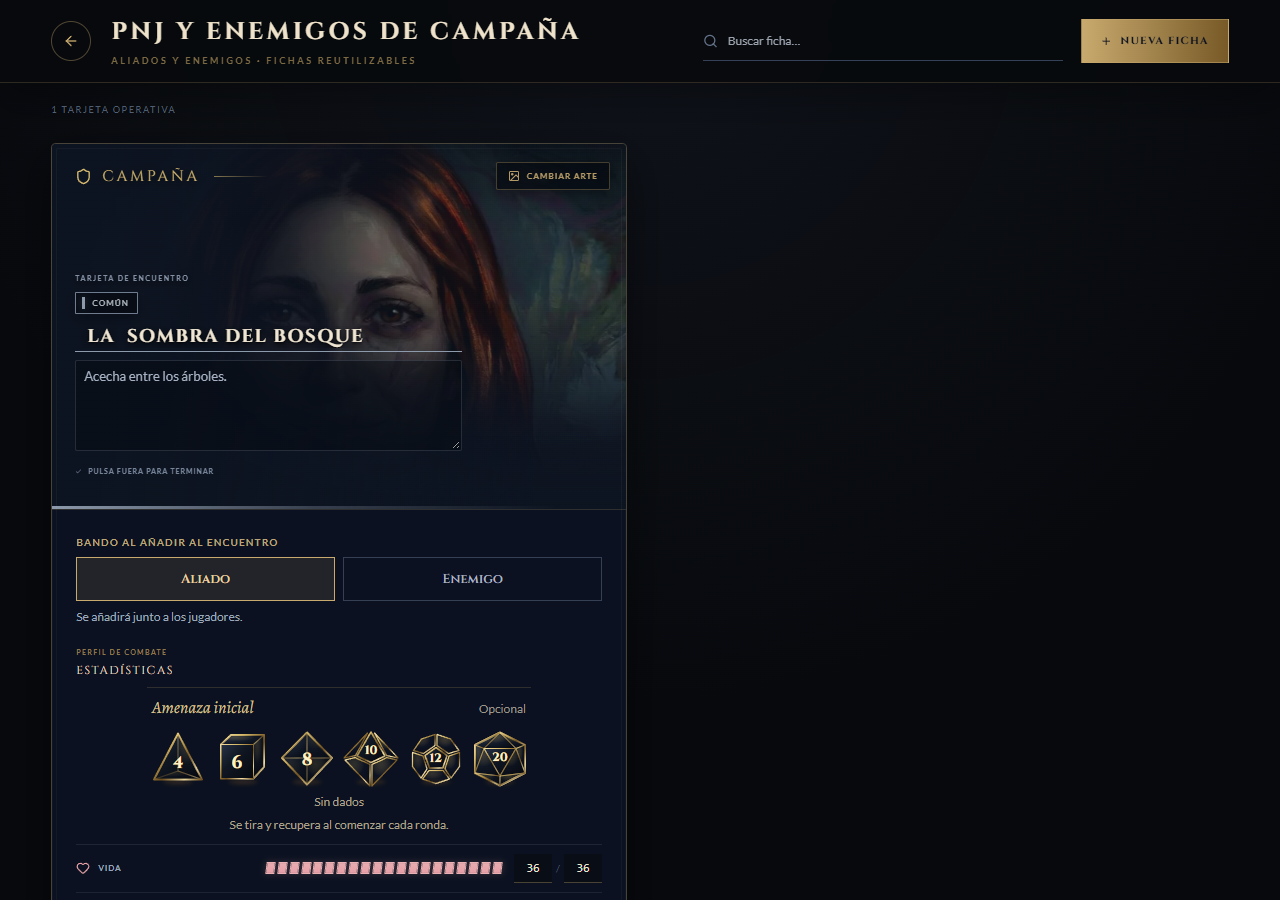 PNJ Y ENEMIGOS DE CAMPAÑA
ALIADOS Y ENEMIGOS · FICHAS REUTILIZABLES
Buscar ficha...
+ NUEVA FICHA
1 TARJETA OPERATIVA
CAMPAÑA
CAMBIAR ARTE
TARJETA DE ENCUENTRO
COMÚN
LA SOMBRA DEL BOSQUE
Acecha entre los árboles.
✓ PULSA FUERA PARA TERMINAR
BANDO AL AÑADIR AL ENCUENTRO
ALIADO
ENEMIGO
Se añadirá junto a los jugadores.
PERFIL DE COMBATE
ESTADÍSTICAS
Amenaza inicial
Opcional
4 6 8 10 12 20
Sin dados
Se tira y recupera al comenzar cada ronda.
VIDA 36 / 36